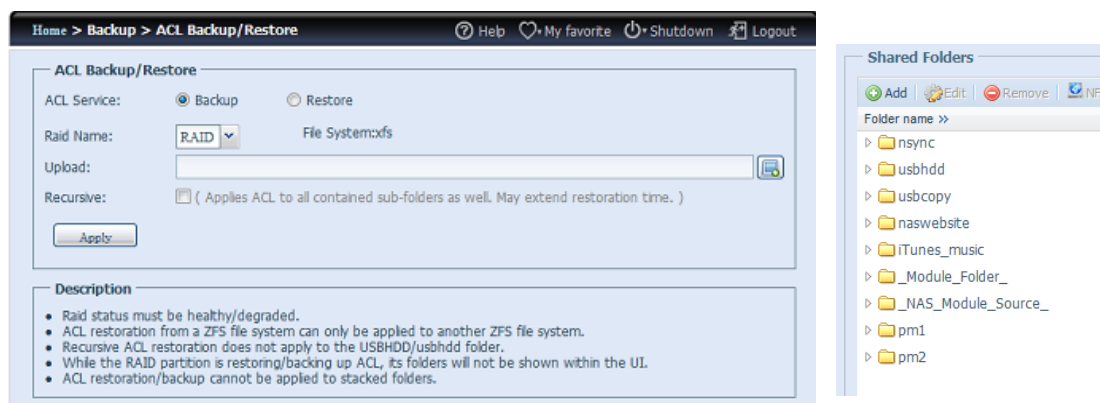 Home > Backup > ACL Backup/Restore
Help My favorite Shutdown Logout
ACL Backup/Restore
ACL Service: Backup Restore
Raid Name: RAID File System:xfs
Upload:
Recursive: ( Applies ACL to all contained sub-folders as well. May extend restoration time. )
Apply
Description
Raid status must be healthy/degraded.
ACL restoration from a ZFS file system can only be applied to another ZFS file system.
Recursive ACL restoration does not apply to the USBHDD/usbhdd folder.
While the RAID partition is restoring/backing up ACL, its folders will not be shown within the UI.
ACL restoration/backup cannot be applied to stacked folders.
Shared Folders
Add Edit Remove
Folder name »
nsync
usbhdd
usbcopy
naswebsite
iTunes_music
_Module_Folder_
_NAS_Module_Source_
pm1
pm2